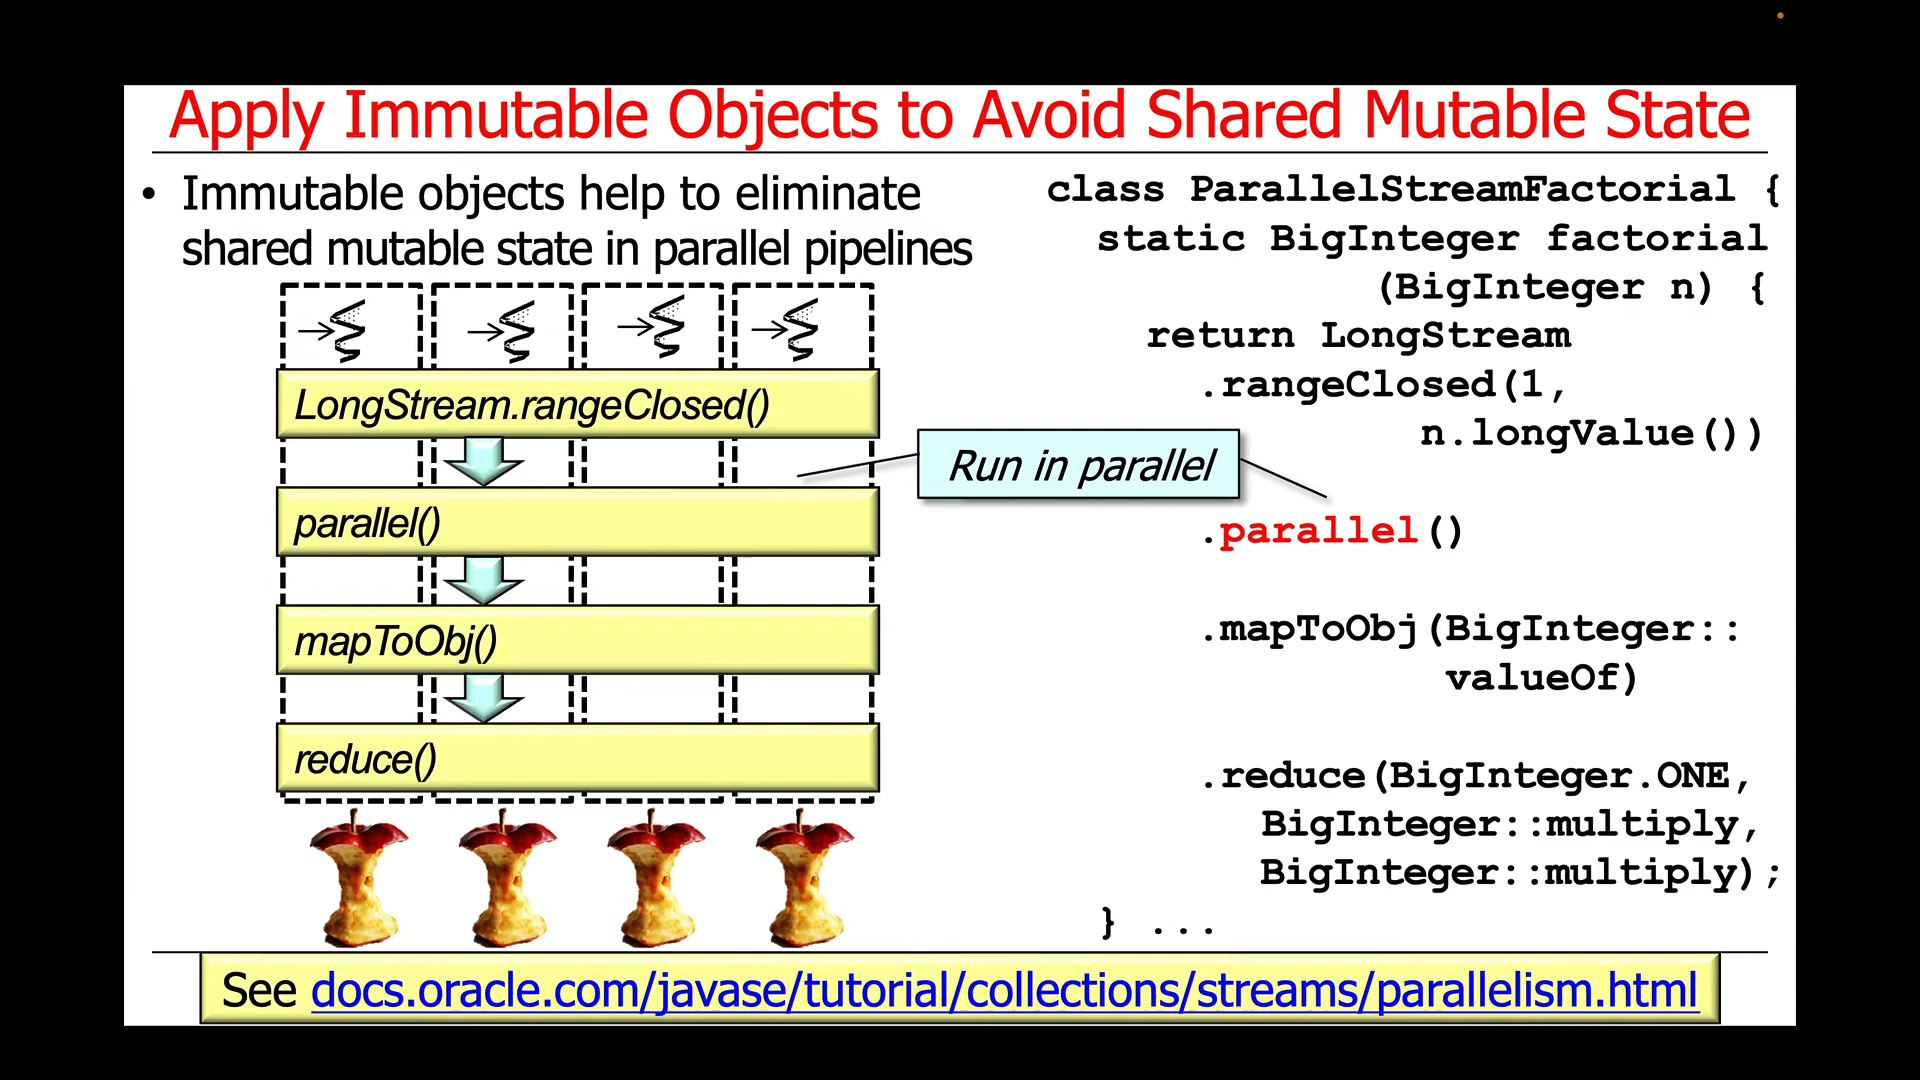 Apply Immutable Objects to Avoid Shared Mutable State
• Immutable objects help to eliminate
shared mutable state in parallel pipelines
LongStream.rangeClosed()
parallel()
mapToObj()
reduce()
Run in parallel
class ParallelStreamFactorial {
static BigInteger factorial
(BigInteger n) {
return LongStream
.rangeClosed(1,
n.longValue())
.parallel()
.mapToObj(BigInteger::
valueOf)
.reduce(BigInteger.ONE,
BigInteger::multiply,
BigInteger::multiply);
} ...
See docs.oracle.com/javase/tutorial/collections/streams/parallelism.html